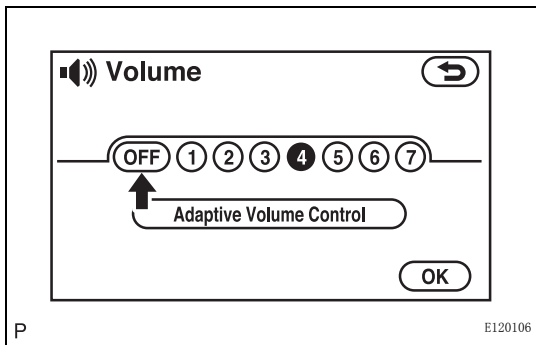 Volume
OFF 1 2 3 4 5 6 7
Adaptive Volume Control
OK
P E120106